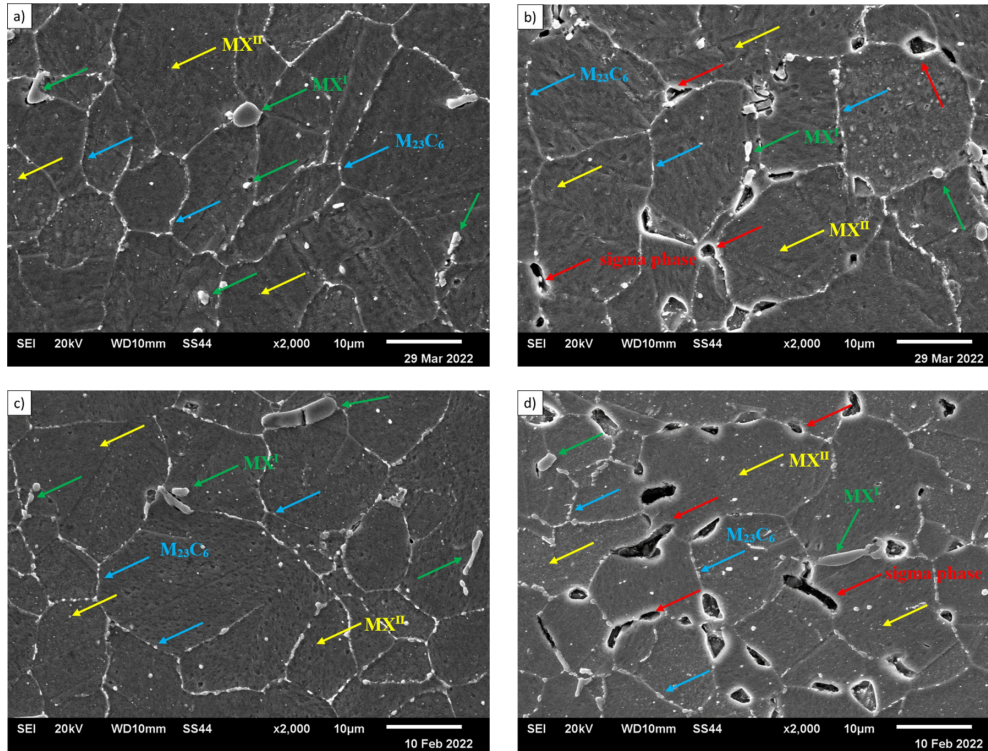 a)
MXᴵᴵ
MXᴵ
M₂₃C₆
SEI 20kV WD10mm SS44 x2,000 10µm
29 Mar 2022
b)
M₂₃C₆
MXᴵ
MXᴵᴵ
sigma phase
SEI 20kV WD10mm SS44 x2,000 10µm
29 Mar 2022
c)
MXᴵ
M₂₃C₆
MXᴵᴵ
SEI 20kV WD10mm SS44 x2,000 10µm
10 Feb 2022
d)
MXᴵᴵ
MXᴵ
M₂₃C₆
sigma phase
SEI 20kV WD10mm SS44 x2,000 10µm
10 Feb 2022